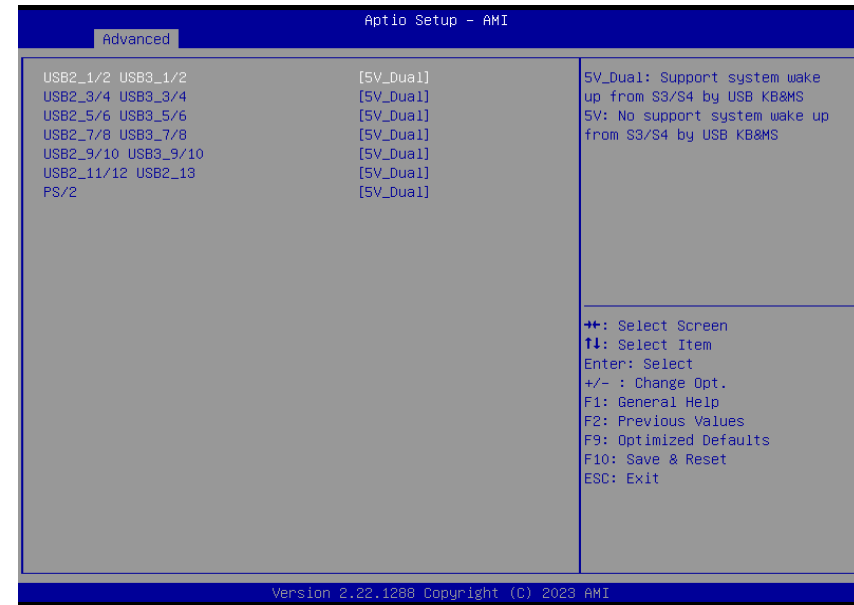 Aptio Setup – AMI
Advanced
USB2_1/2 USB3_1/2 [5V_Dual]
USB2_3/4 USB3_3/4 [5V_Dual]
USB2_5/6 USB3_5/6 [5V_Dual]
USB2_7/8 USB3_7/8 [5V_Dual]
USB2_9/10 USB3_9/10 [5V_Dual]
USB2_11/12 USB2_13 [5V_Dual]
PS/2 [5V_Dual]
5V_Dual: Support system wake
up from S3/S4 by USB KB&MS
5V: No support system wake up
from S3/S4 by USB KB&MS
→←: Select Screen
↑↓: Select Item
Enter: Select
+/- : Change Opt.
F1: General Help
F2: Previous Values
F9: Optimized Defaults
F10: Save & Reset
ESC: Exit
Version 2.22.1288 Copyright (C) 2023 AMI